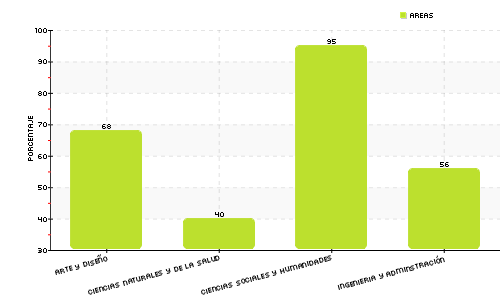 AREAS
PORCENTAJE
100
90
80
70
60
50
40
30
68
40
95
56
ARTE Y DISEÑO
CIENCIAS NATURALES Y DE LA SALUD
CIENCIAS SOCIALES Y HUMANIDADES
INGENIERIA Y ADMINISTRACIÓN